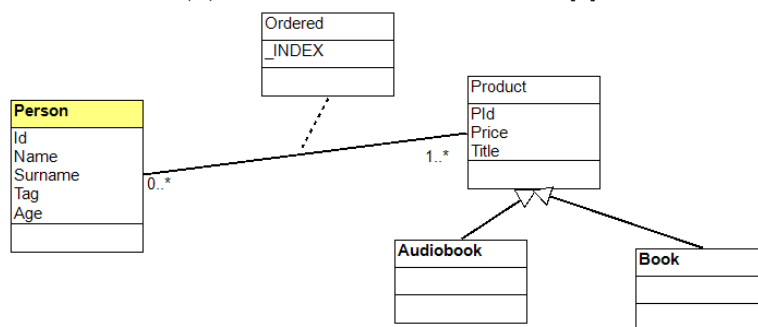 Ordered
_INDEX
Person
Id
Name
Surname
Tag
Age
0..*
1..*
Product
PId
Price
Title
Audiobook
Book